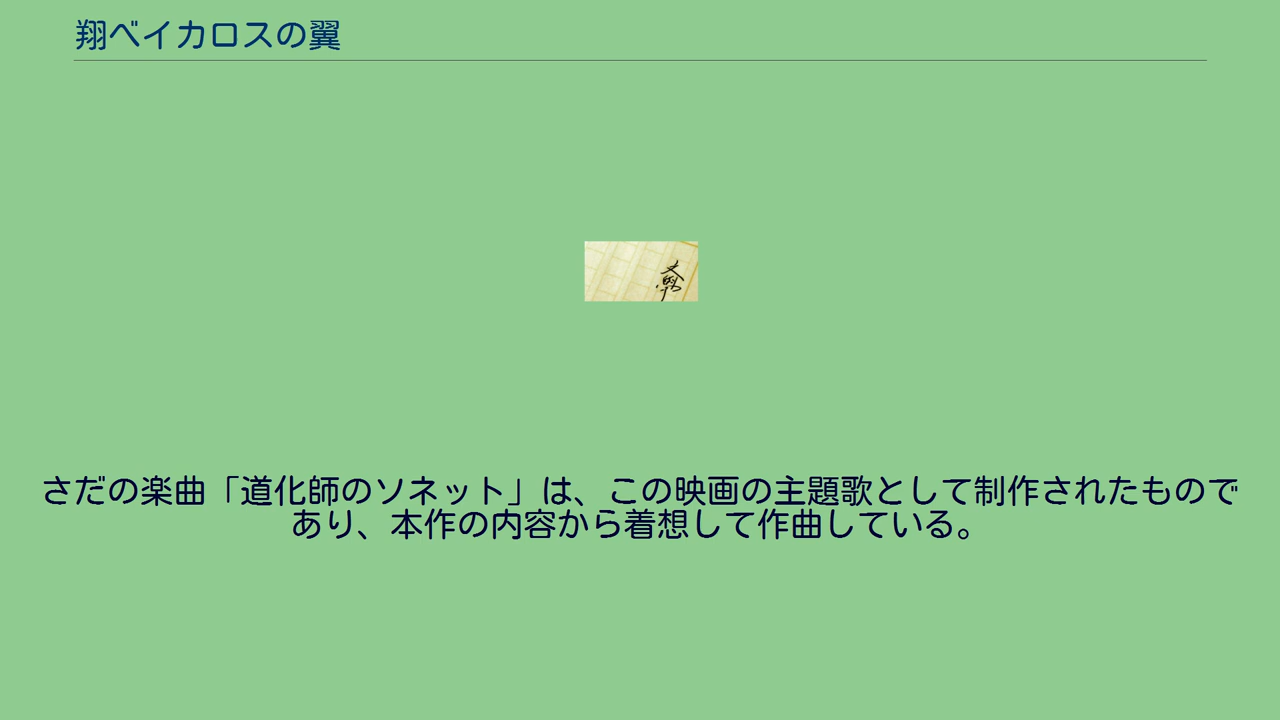 翔べイカロスの翼
さだの楽曲「道化師のソネット」は、この映画の主題歌として制作されたもので
あり、本作の内容から着想して作曲している。